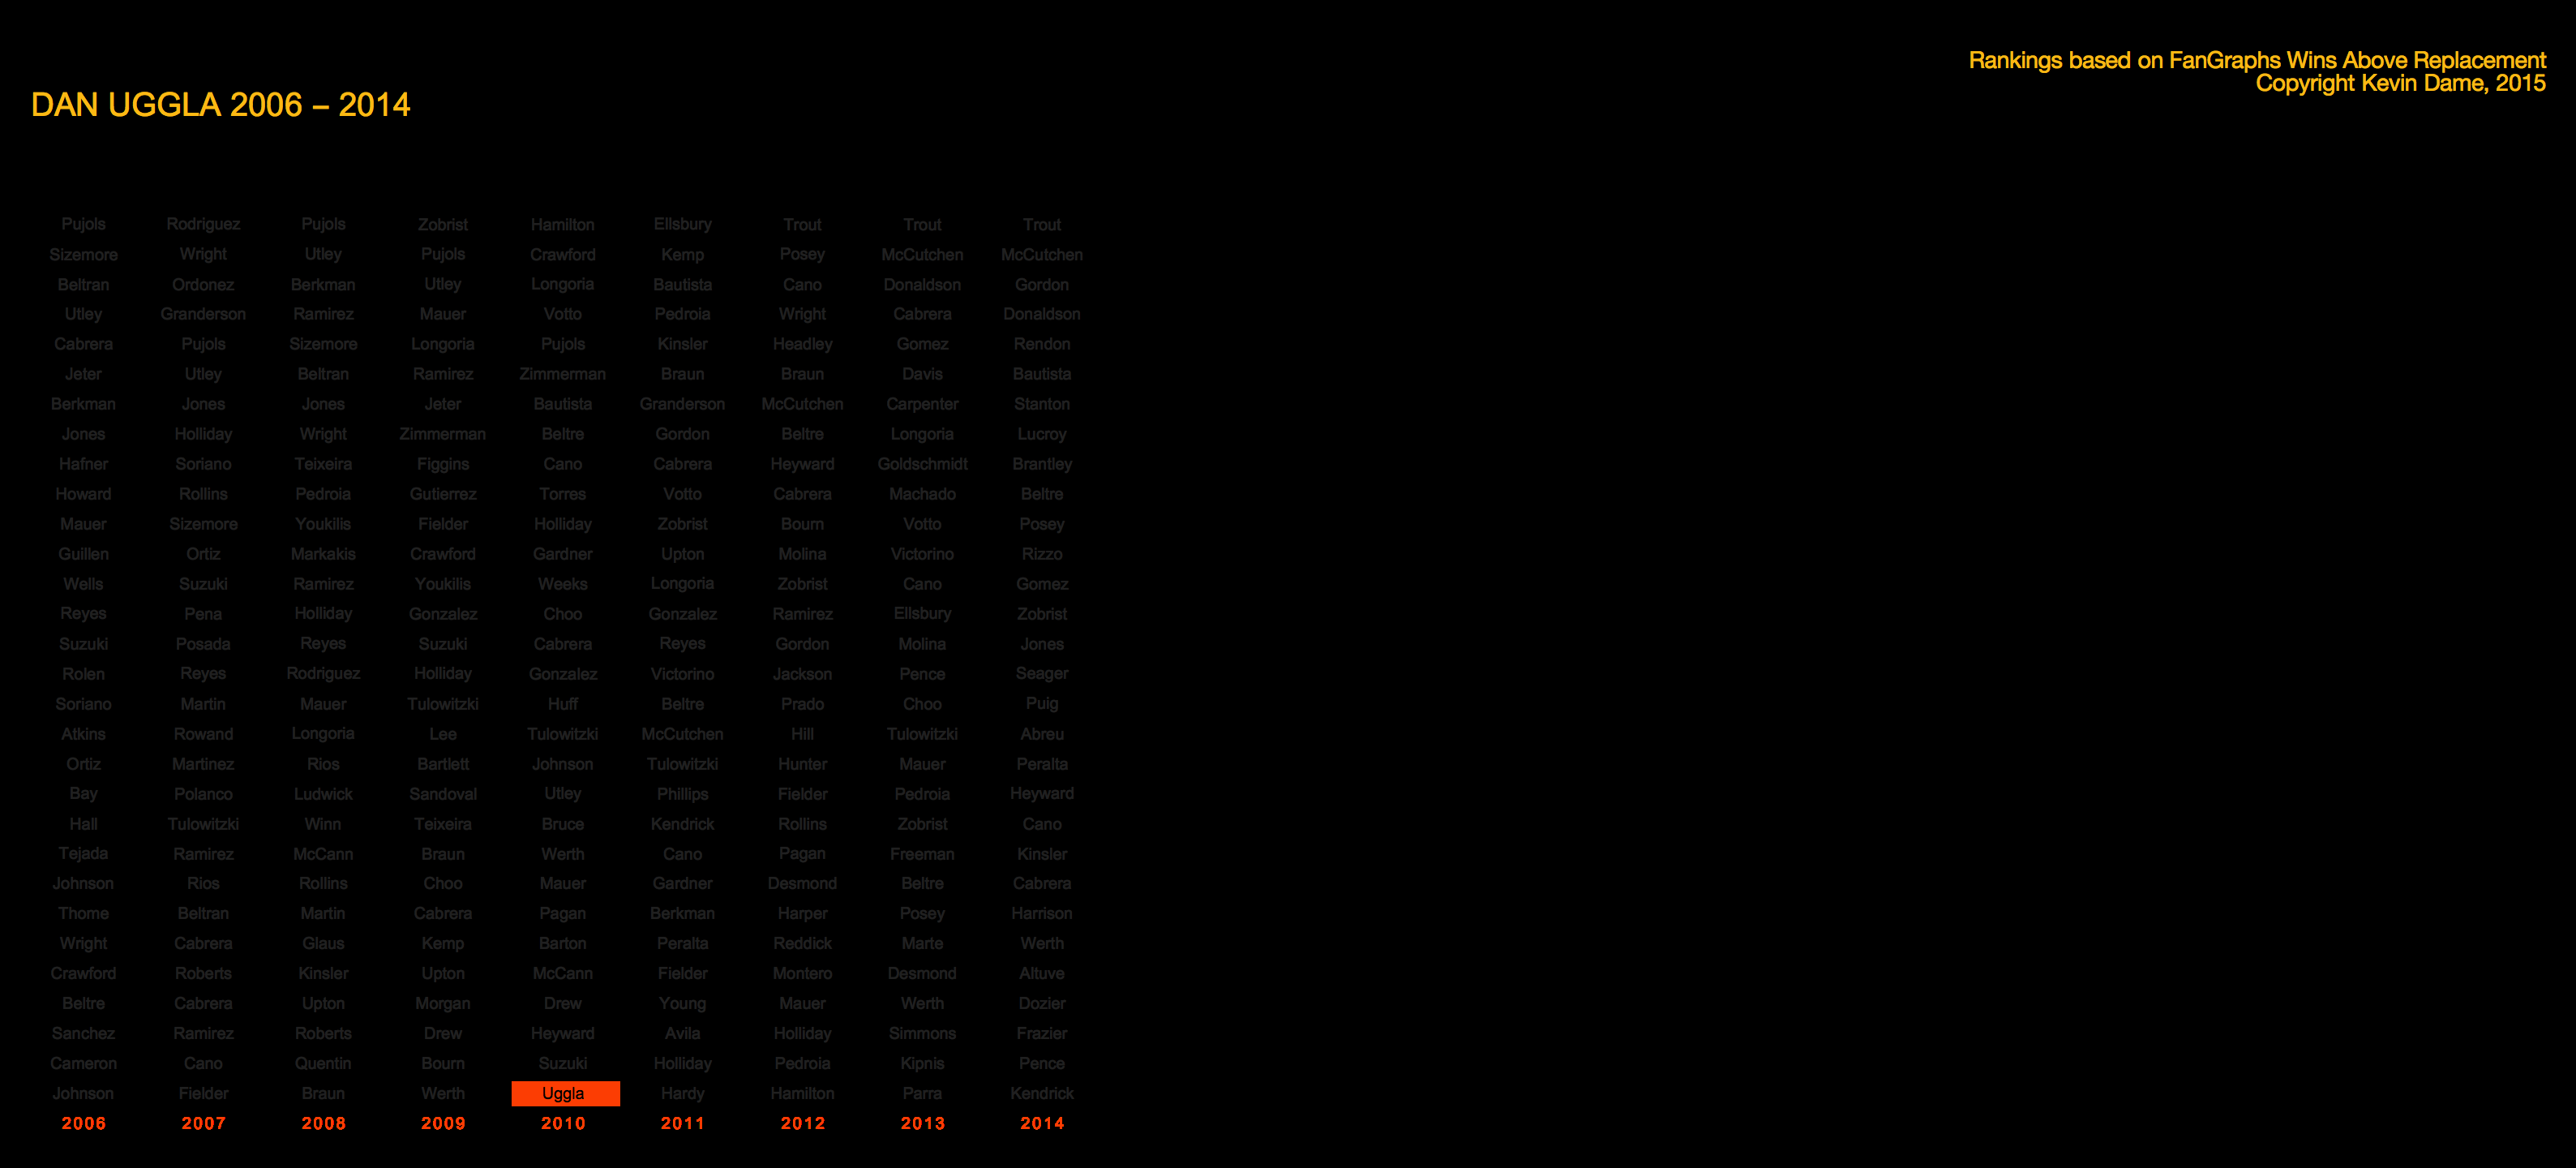 Rankings based on FanGraphs Wins Above Replacement
Copyright Kevin Dame, 2015
DAN UGGLA 2006 – 2014
Pujols Rodriguez Pujols Zobrist Hamilton Ellsbury Trout Trout Trout
Sizemore Wright Utley Pujols Crawford Kemp Posey McCutchen McCutchen
Beltran Ordonez Berkman Utley Longoria Bautista Cano Donaldson Gordon
Utley Granderson Ramirez Mauer Votto Pedroia Wright Cabrera Donaldson
Cabrera Pujols Sizemore Longoria Pujols Kinsler Headley Gomez Rendon
Jeter Utley Beltran Ramirez Zimmerman Braun Braun Davis Bautista
Berkman Jones Jones Jeter Bautista Granderson McCutchen Carpenter Stanton
Jones Holliday Wright Zimmerman Beltre Gordon Beltre Longoria Lucroy
Hafner Soriano Teixeira Figgins Cano Cabrera Heyward Goldschmidt Brantley
Howard Rollins Pedroia Gutierrez Torres Votto Cabrera Machado Beltre
Mauer Sizemore Youkilis Fielder Holliday Zobrist Bourn Votto Posey
Guillen Ortiz Markakis Crawford Gardner Upton Molina Victorino Rizzo
Wells Suzuki Ramirez Youkilis Weeks Longoria Zobrist Cano Gomez
Reyes Pena Holliday Gonzalez Choo Gonzalez Ramirez Ellsbury Zobrist
Suzuki Posada Reyes Suzuki Cabrera Reyes Gordon Molina Jones
Rolen Reyes Rodriguez Holliday Gonzalez Victorino Jackson Pence Seager
Soriano Martin Mauer Tulowitzki Huff Beltre Prado Choo Puig
Atkins Rowand Longoria Lee Tulowitzki McCutchen Hill Tulowitzki Abreu
Ortiz Martinez Rios Bartlett Johnson Tulowitzki Hunter Mauer Peralta
Bay Polanco Ludwick Sandoval Utley Phillips Fielder Pedroia Heyward
Hall Tulowitzki Winn Teixeira Bruce Kendrick Rollins Zobrist Cano
Tejada Ramirez McCann Braun Werth Cano Pagan Freeman Kinsler
Johnson Rios Rollins Choo Mauer Gardner Desmond Beltre Cabrera
Thome Beltran Martin Cabrera Pagan Berkman Harper Posey Harrison
Wright Cabrera Glaus Kemp Barton Peralta Reddick Marte Werth
Crawford Roberts Kinsler Upton McCann Fielder Montero Desmond Altuve
Beltre Cabrera Upton Morgan Drew Young Mauer Werth Dozier
Sanchez Ramirez Roberts Drew Heyward Avila Holliday Simmons Frazier
Cameron Cano Quentin Bourn Suzuki Holliday Pedroia Kipnis Pence
Johnson Fielder Braun Werth Uggla Hardy Hamilton Parra Kendrick
2006 2007 2008 2009 2010 2011 2012 2013 2014